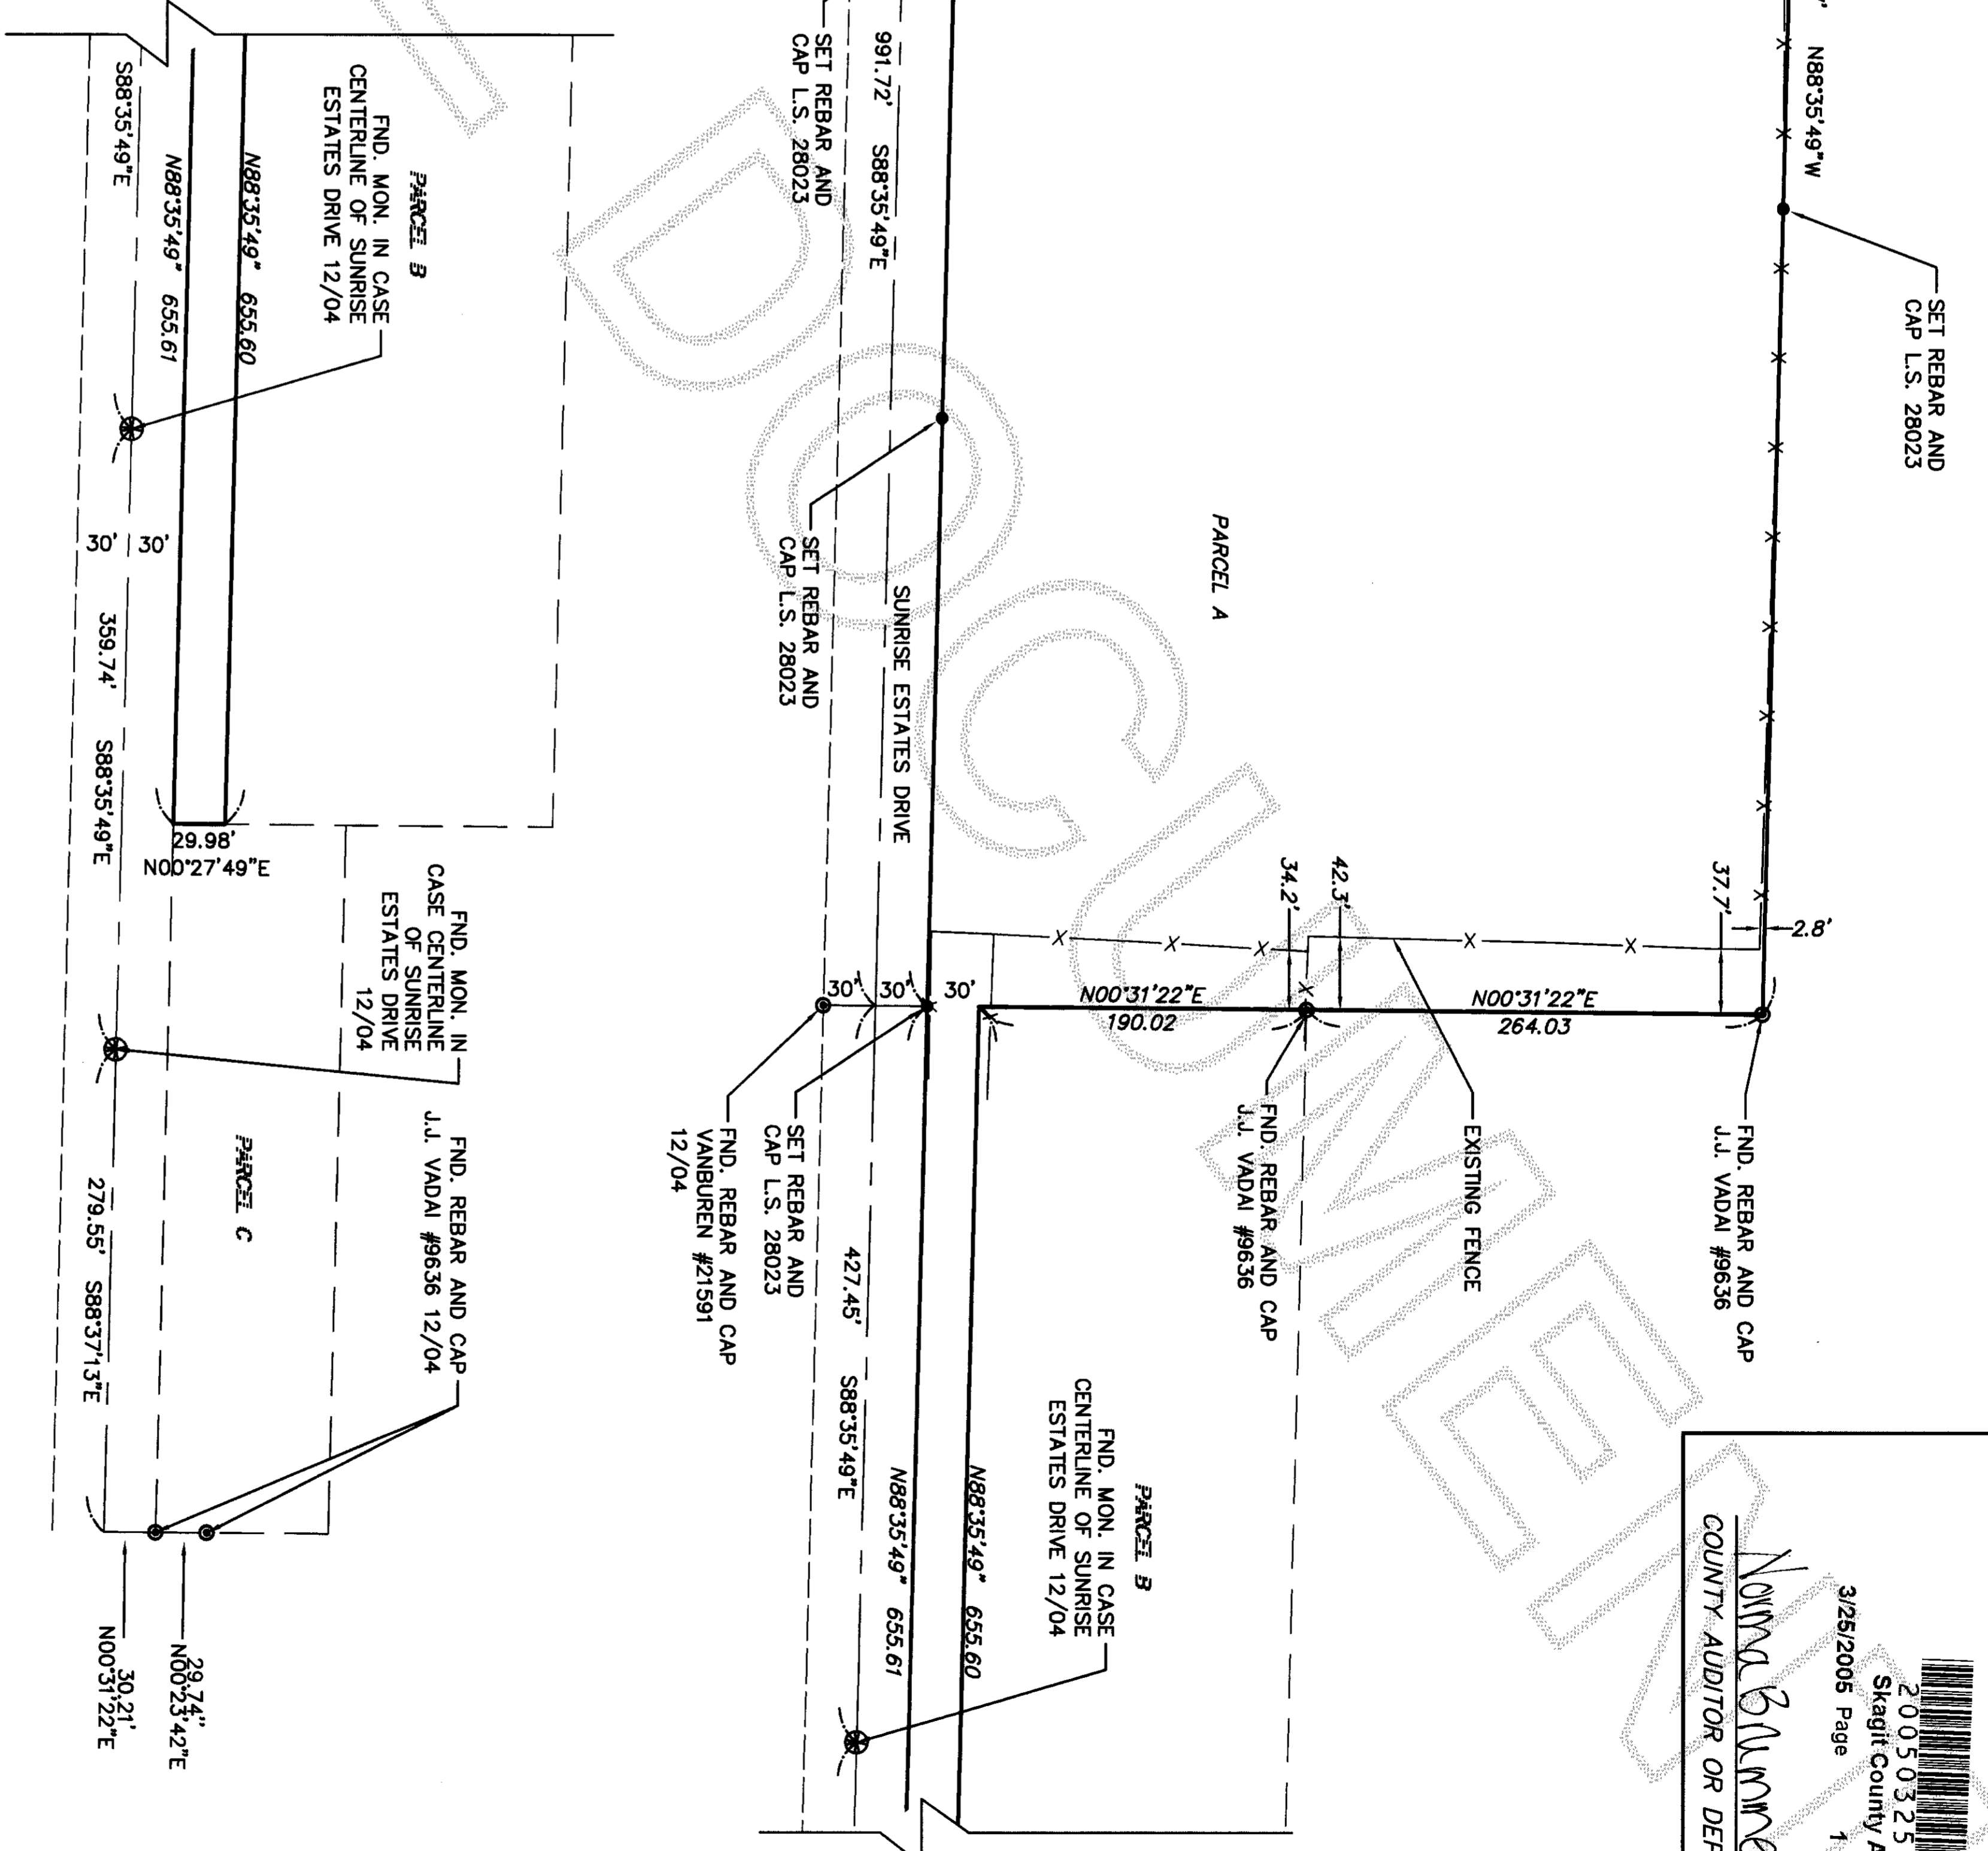 N88°35'49"W
SET REBAR AND
CAP L.S. 28023
2.8'
37.7'
42.3'
34.2'
FND. REBAR AND CAP
J.J. VADAI #9636
N00°31'22"E
264.03
EXISTING FENCE
FND. REBAR AND CAP
J.J. VADAI #9636
N00°31'22"E
190.02
PARCEL A
PARCEL B
FND. MON. IN CASE
CENTERLINE OF SUNRISE
ESTATES DRIVE 12/04
991.72' S88°35'49"E
SUNRISE ESTATES DRIVE
SET REBAR AND
CAP L.S. 28023
SET REBAR AND
CAP L.S. 28023
30'
30'
30'
N88°35'49" 655.60
N88°35'49" 655.61
427.45' S88°35'49"E
SET REBAR AND
CAP L.S. 28023
FND. REBAR AND CAP
VANBUREN #21591
12/04
PARCEL B
FND. MON. IN CASE
CENTERLINE OF SUNRISE
ESTATES DRIVE 12/04
N88°35'49" 655.60
N88°35'49" 655.61
S88°35'49"E
30'
30'
359.74' S88°35'49"E
29.98'
N00°27'49"E
FND. MON. IN
CASE CENTERLINE
OF SUNRISE
ESTATES DRIVE
12/04
FND. REBAR AND CAP
J.J. VADAI #9636 12/04
PARCEL C
279.55' S88°37'13"E
29.74"
N00°23'42"E
30.21'
N00°31'22"E
20050325
Skagit County A
3/25/2005 Page 1
Norma Brumme
COUNTY AUDITOR OR DEP
DOCUMEN